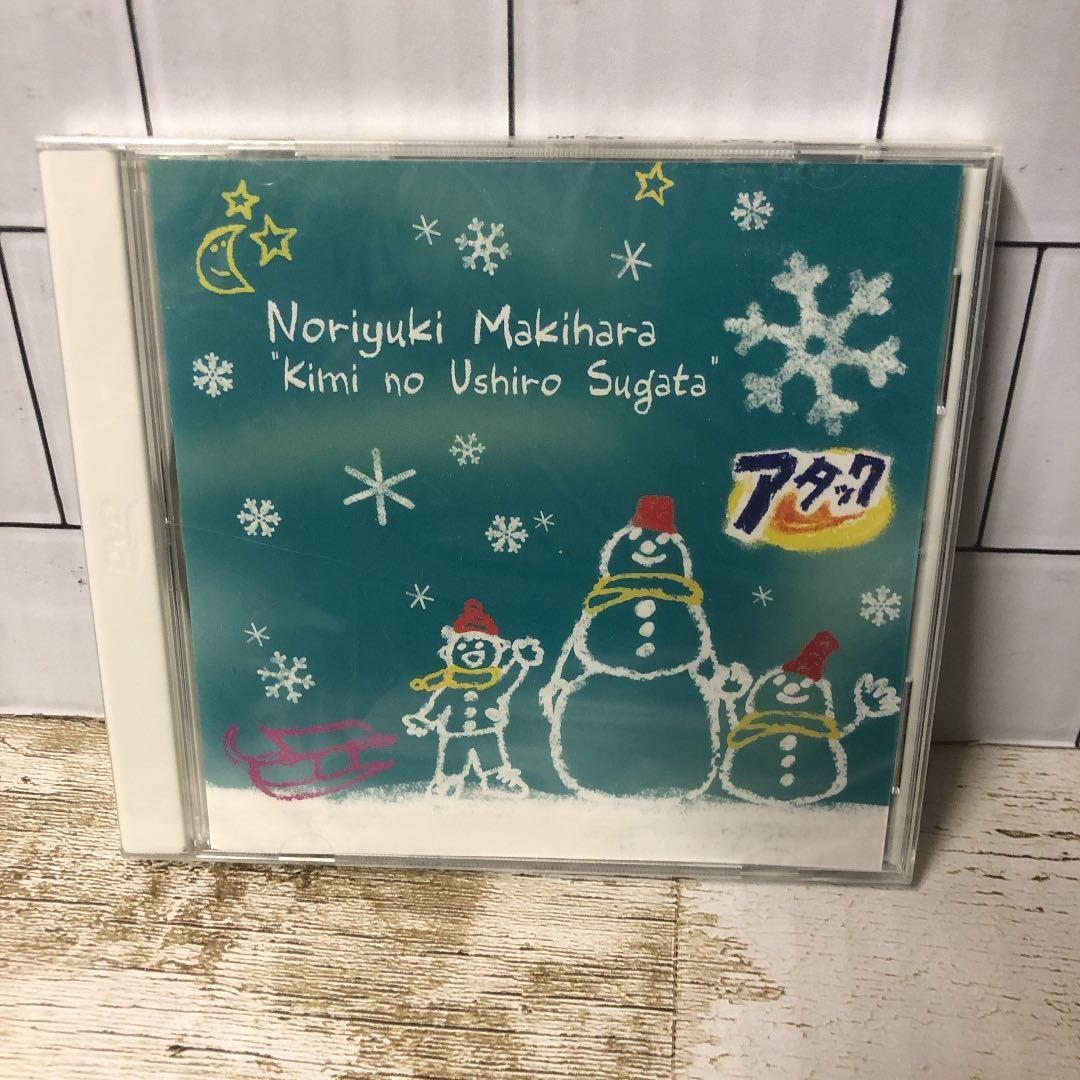 Noriyuki Makihara
"Kimi no Ushiro Sugata"
アタック